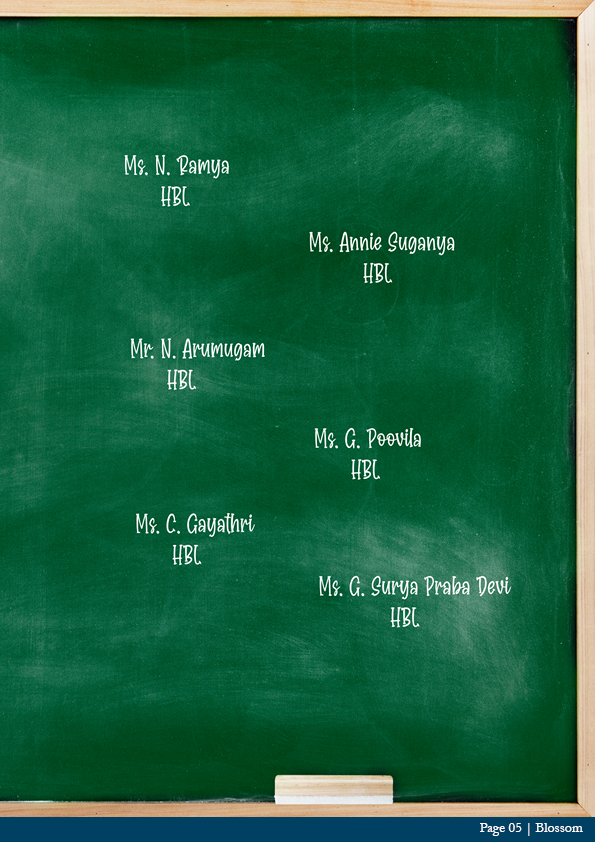 Ms. N. Ramya
HBL
Ms. Annie Suganya
HBL
Mr. N. Arumugam
HBL
Ms. G. Poovila
HBL
Ms. C. Gayathri
HBL
Ms. G. Surya Praba Devi
HBL
Page 05 | Blossom